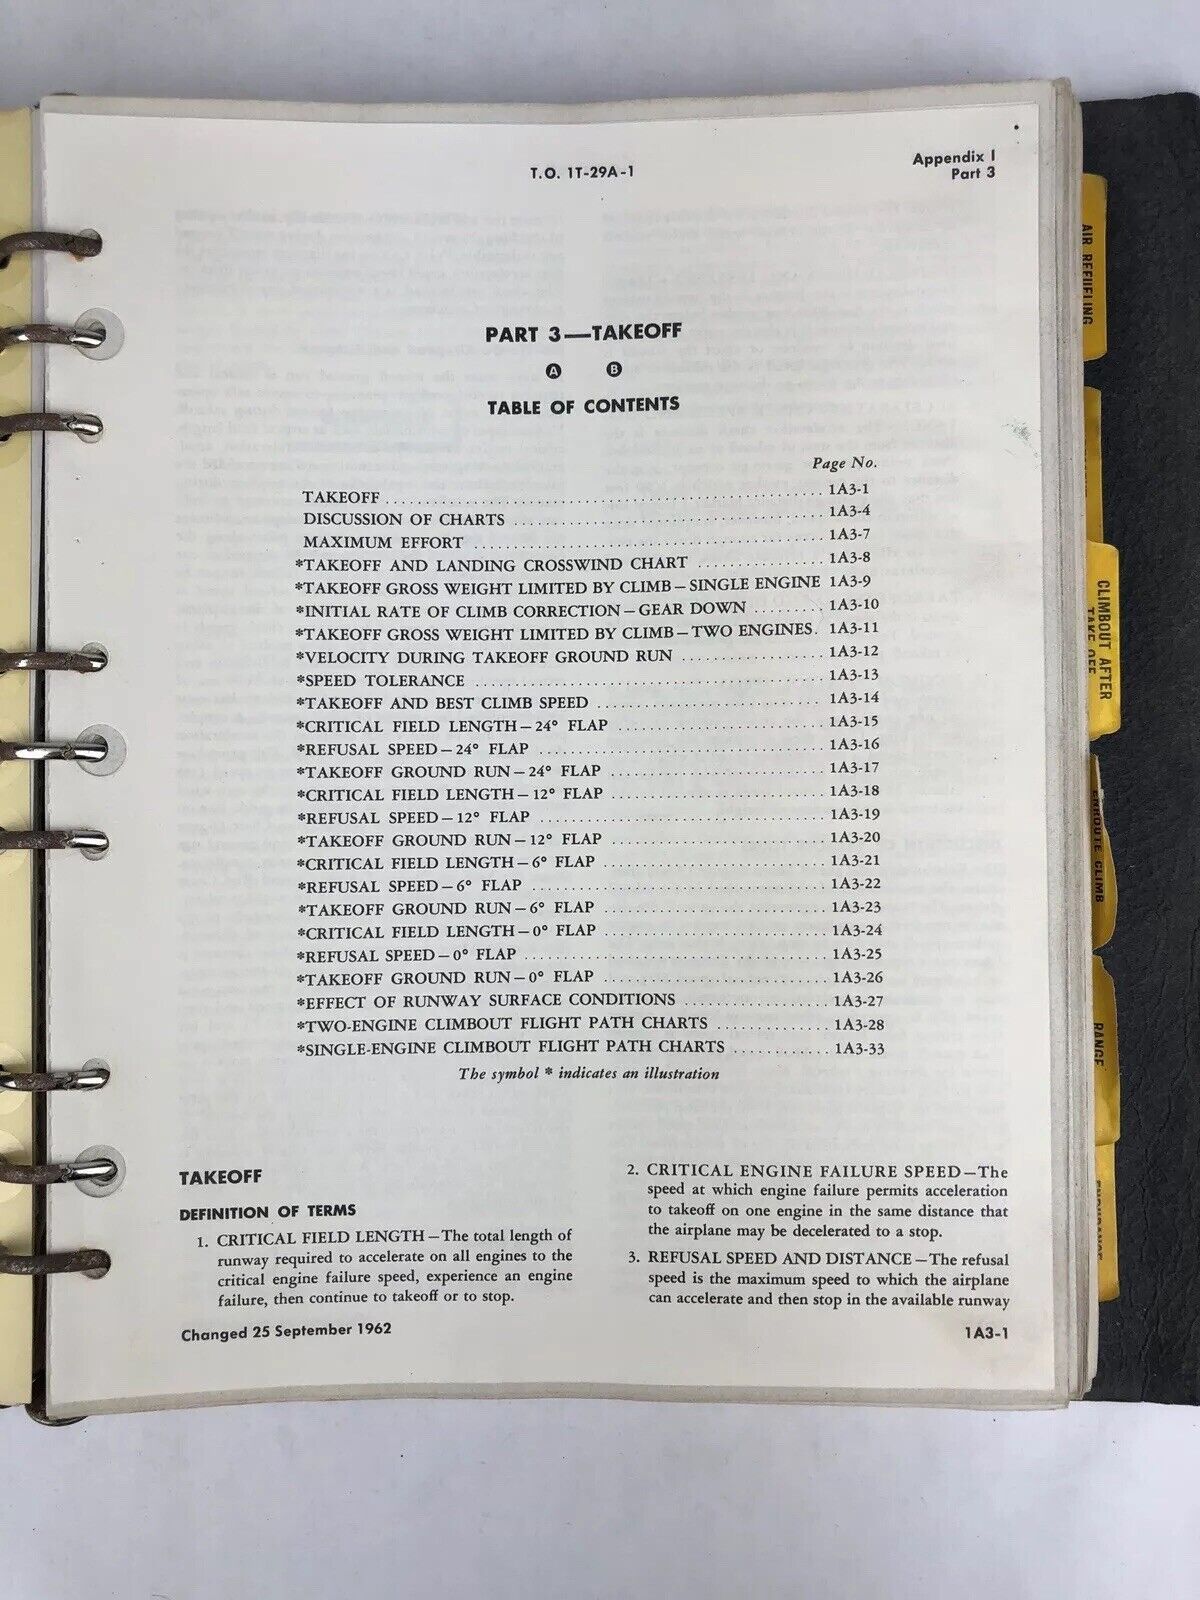 T.O. 1T-29A-1
Appendix I
Part 3
PART 3—TAKEOFF
A B
TABLE OF CONTENTS
Page No.
TAKEOFF 1A3-1
DISCUSSION OF CHARTS 1A3-4
MAXIMUM EFFORT 1A3-7
*TAKEOFF AND LANDING CROSSWIND CHART 1A3-8
*TAKEOFF GROSS WEIGHT LIMITED BY CLIMB—SINGLE ENGINE 1A3-9
*INITIAL RATE OF CLIMB CORRECTION—GEAR DOWN 1A3-10
*TAKEOFF GROSS WEIGHT LIMITED BY CLIMB—TWO ENGINES. 1A3-11
*VELOCITY DURING TAKEOFF GROUND RUN 1A3-12
*SPEED TOLERANCE 1A3-13
*TAKEOFF AND BEST CLIMB SPEED 1A3-14
*CRITICAL FIELD LENGTH—24° FLAP 1A3-15
*REFUSAL SPEED—24° FLAP 1A3-16
*TAKEOFF GROUND RUN—24° FLAP 1A3-17
*CRITICAL FIELD LENGTH—12° FLAP 1A3-18
*REFUSAL SPEED—12° FLAP 1A3-19
*TAKEOFF GROUND RUN—12° FLAP 1A3-20
*CRITICAL FIELD LENGTH—6° FLAP 1A3-21
*REFUSAL SPEED—6° FLAP 1A3-22
*TAKEOFF GROUND RUN—6° FLAP 1A3-23
*CRITICAL FIELD LENGTH—0° FLAP 1A3-24
*REFUSAL SPEED—0° FLAP 1A3-25
*TAKEOFF GROUND RUN—0° FLAP 1A3-26
*EFFECT OF RUNWAY SURFACE CONDITIONS 1A3-27
*TWO-ENGINE CLIMBOUT FLIGHT PATH CHARTS 1A3-28
*SINGLE-ENGINE CLIMBOUT FLIGHT PATH CHARTS 1A3-33
The symbol * indicates an illustration
TAKEOFF
DEFINITION OF TERMS
1. CRITICAL FIELD LENGTH—The total length of
runway required to accelerate on all engines to the
critical engine failure speed, experience an engine
failure, then continue to takeoff or to stop.
2. CRITICAL ENGINE FAILURE SPEED—The
speed at which engine failure permits acceleration
to takeoff on one engine in the same distance that
the airplane may be decelerated to a stop.
3. REFUSAL SPEED AND DISTANCE—The refusal
speed is the maximum speed to which the airplane
can accelerate and then stop in the available runway
Changed 25 September 1962
1A3-1
AIR REFUELING
CLIMBOUT AFTER
TAKE OFF
ENROUTE CLIMB
RANGE